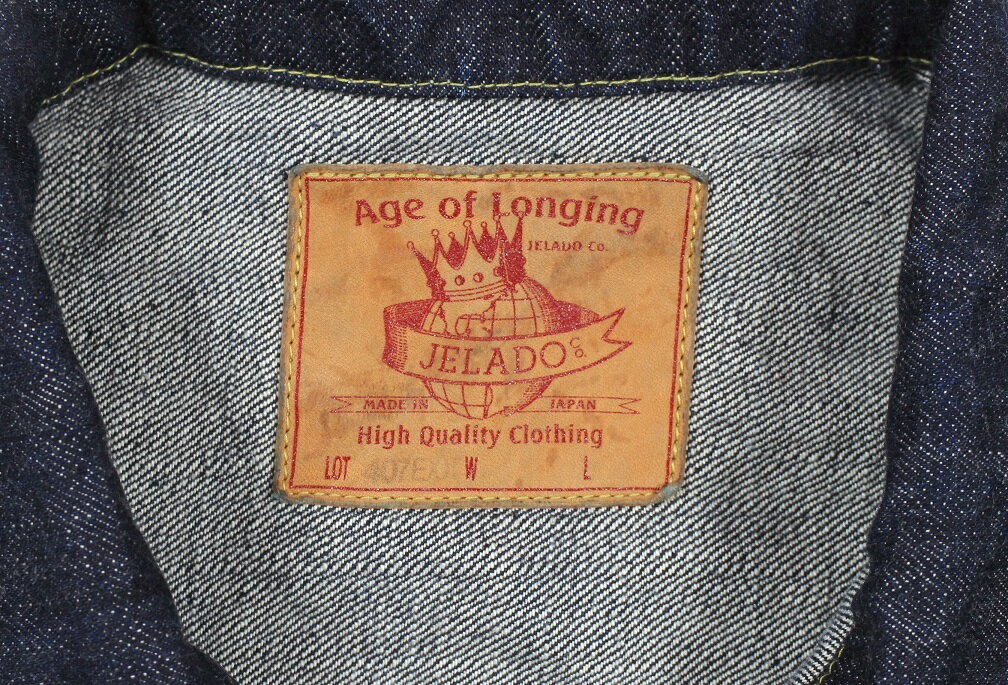 Age of Longing
JELADO Co.
JELADO Co.
MADE IN JAPAN
High Quality Clothing
LOT W L